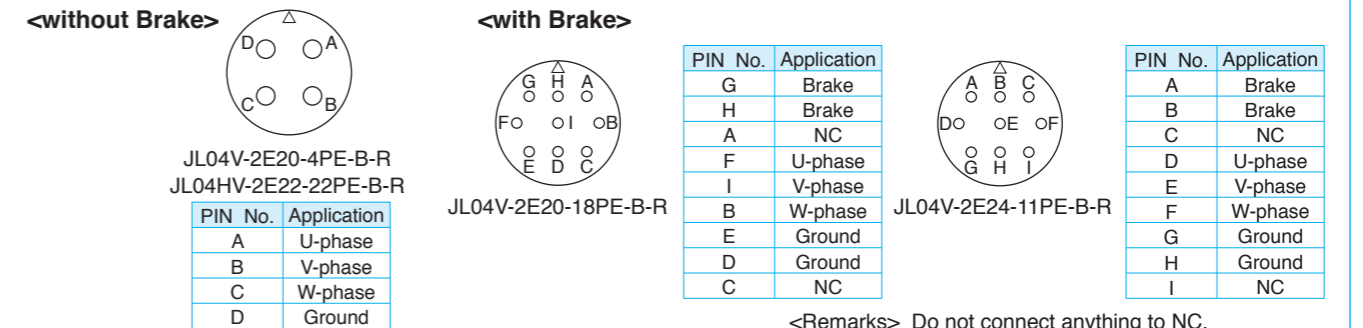 <without Brake>
D A
C B
JL04V-2E20-4PE-B-R
JL04HV-2E22-22PE-B-R
PIN No. Application
A U-phase
B V-phase
C W-phase
D Ground
<with Brake>
G H A
F I B
E D C
JL04V-2E20-18PE-B-R
PIN No. Application
G Brake
H Brake
A NC
F U-phase
I V-phase
B W-phase
E Ground
D Ground
C NC
A B C
D E F
G H I
JL04V-2E24-11PE-B-R
PIN No. Application
A Brake
B Brake
C NC
D U-phase
E V-phase
F W-phase
G Ground
H Ground
I NC
<Remarks> Do not connect anything to NC.